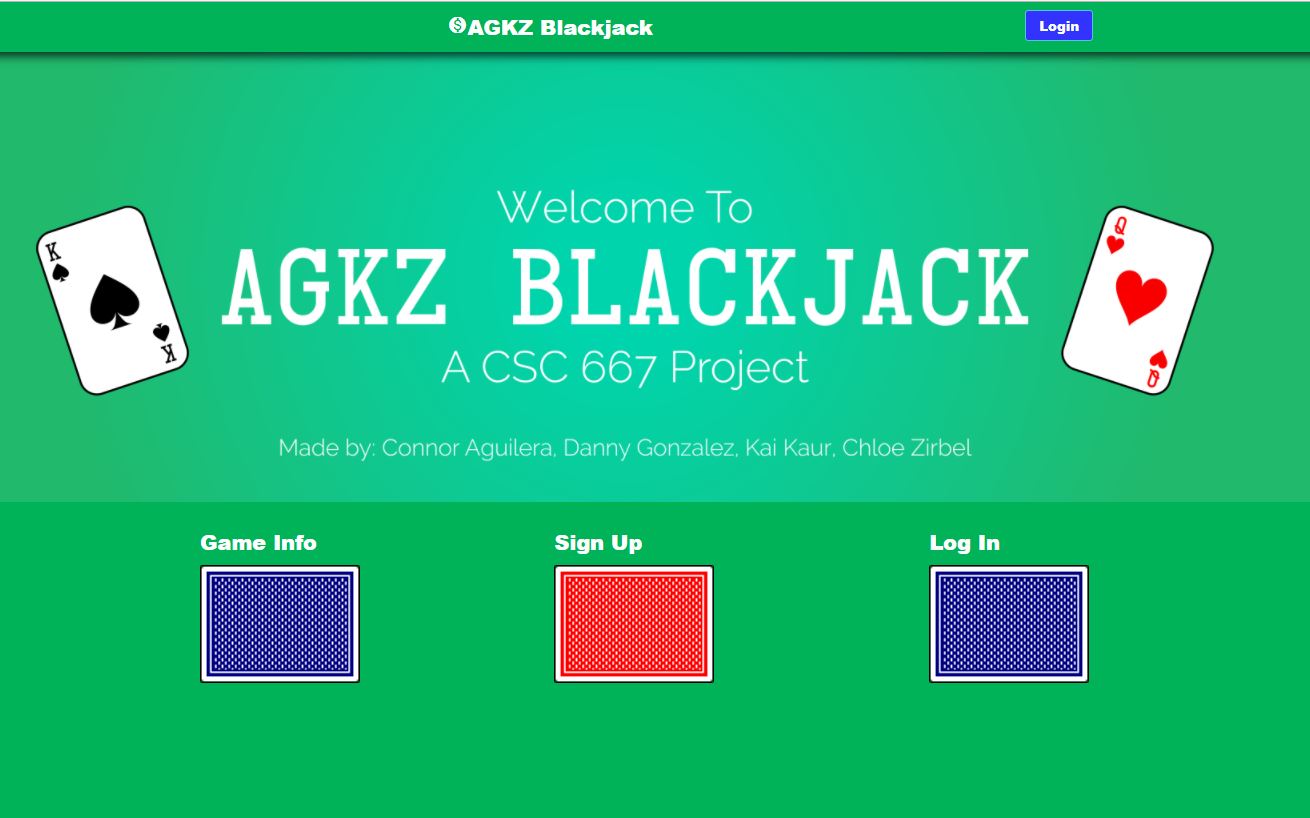 AGKZ Blackjack
Login
Welcome To
K
Q
AGKZ BLACKJACK
K
A CSC 667 Project
Q
Made by: Connor Aguilera, Danny Gonzalez, Kai Kaur, Chloe Zirbel
Game Info
Sign Up
Log In